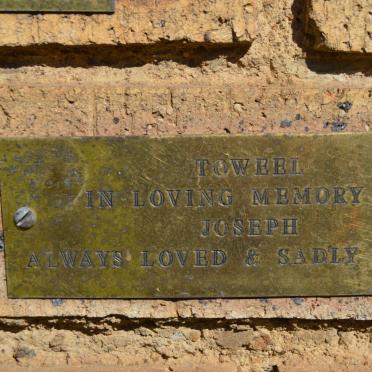 TOWEEL
IN LOVING MEMORY
JOSEPH
ALWAYS LOVED & SADLY